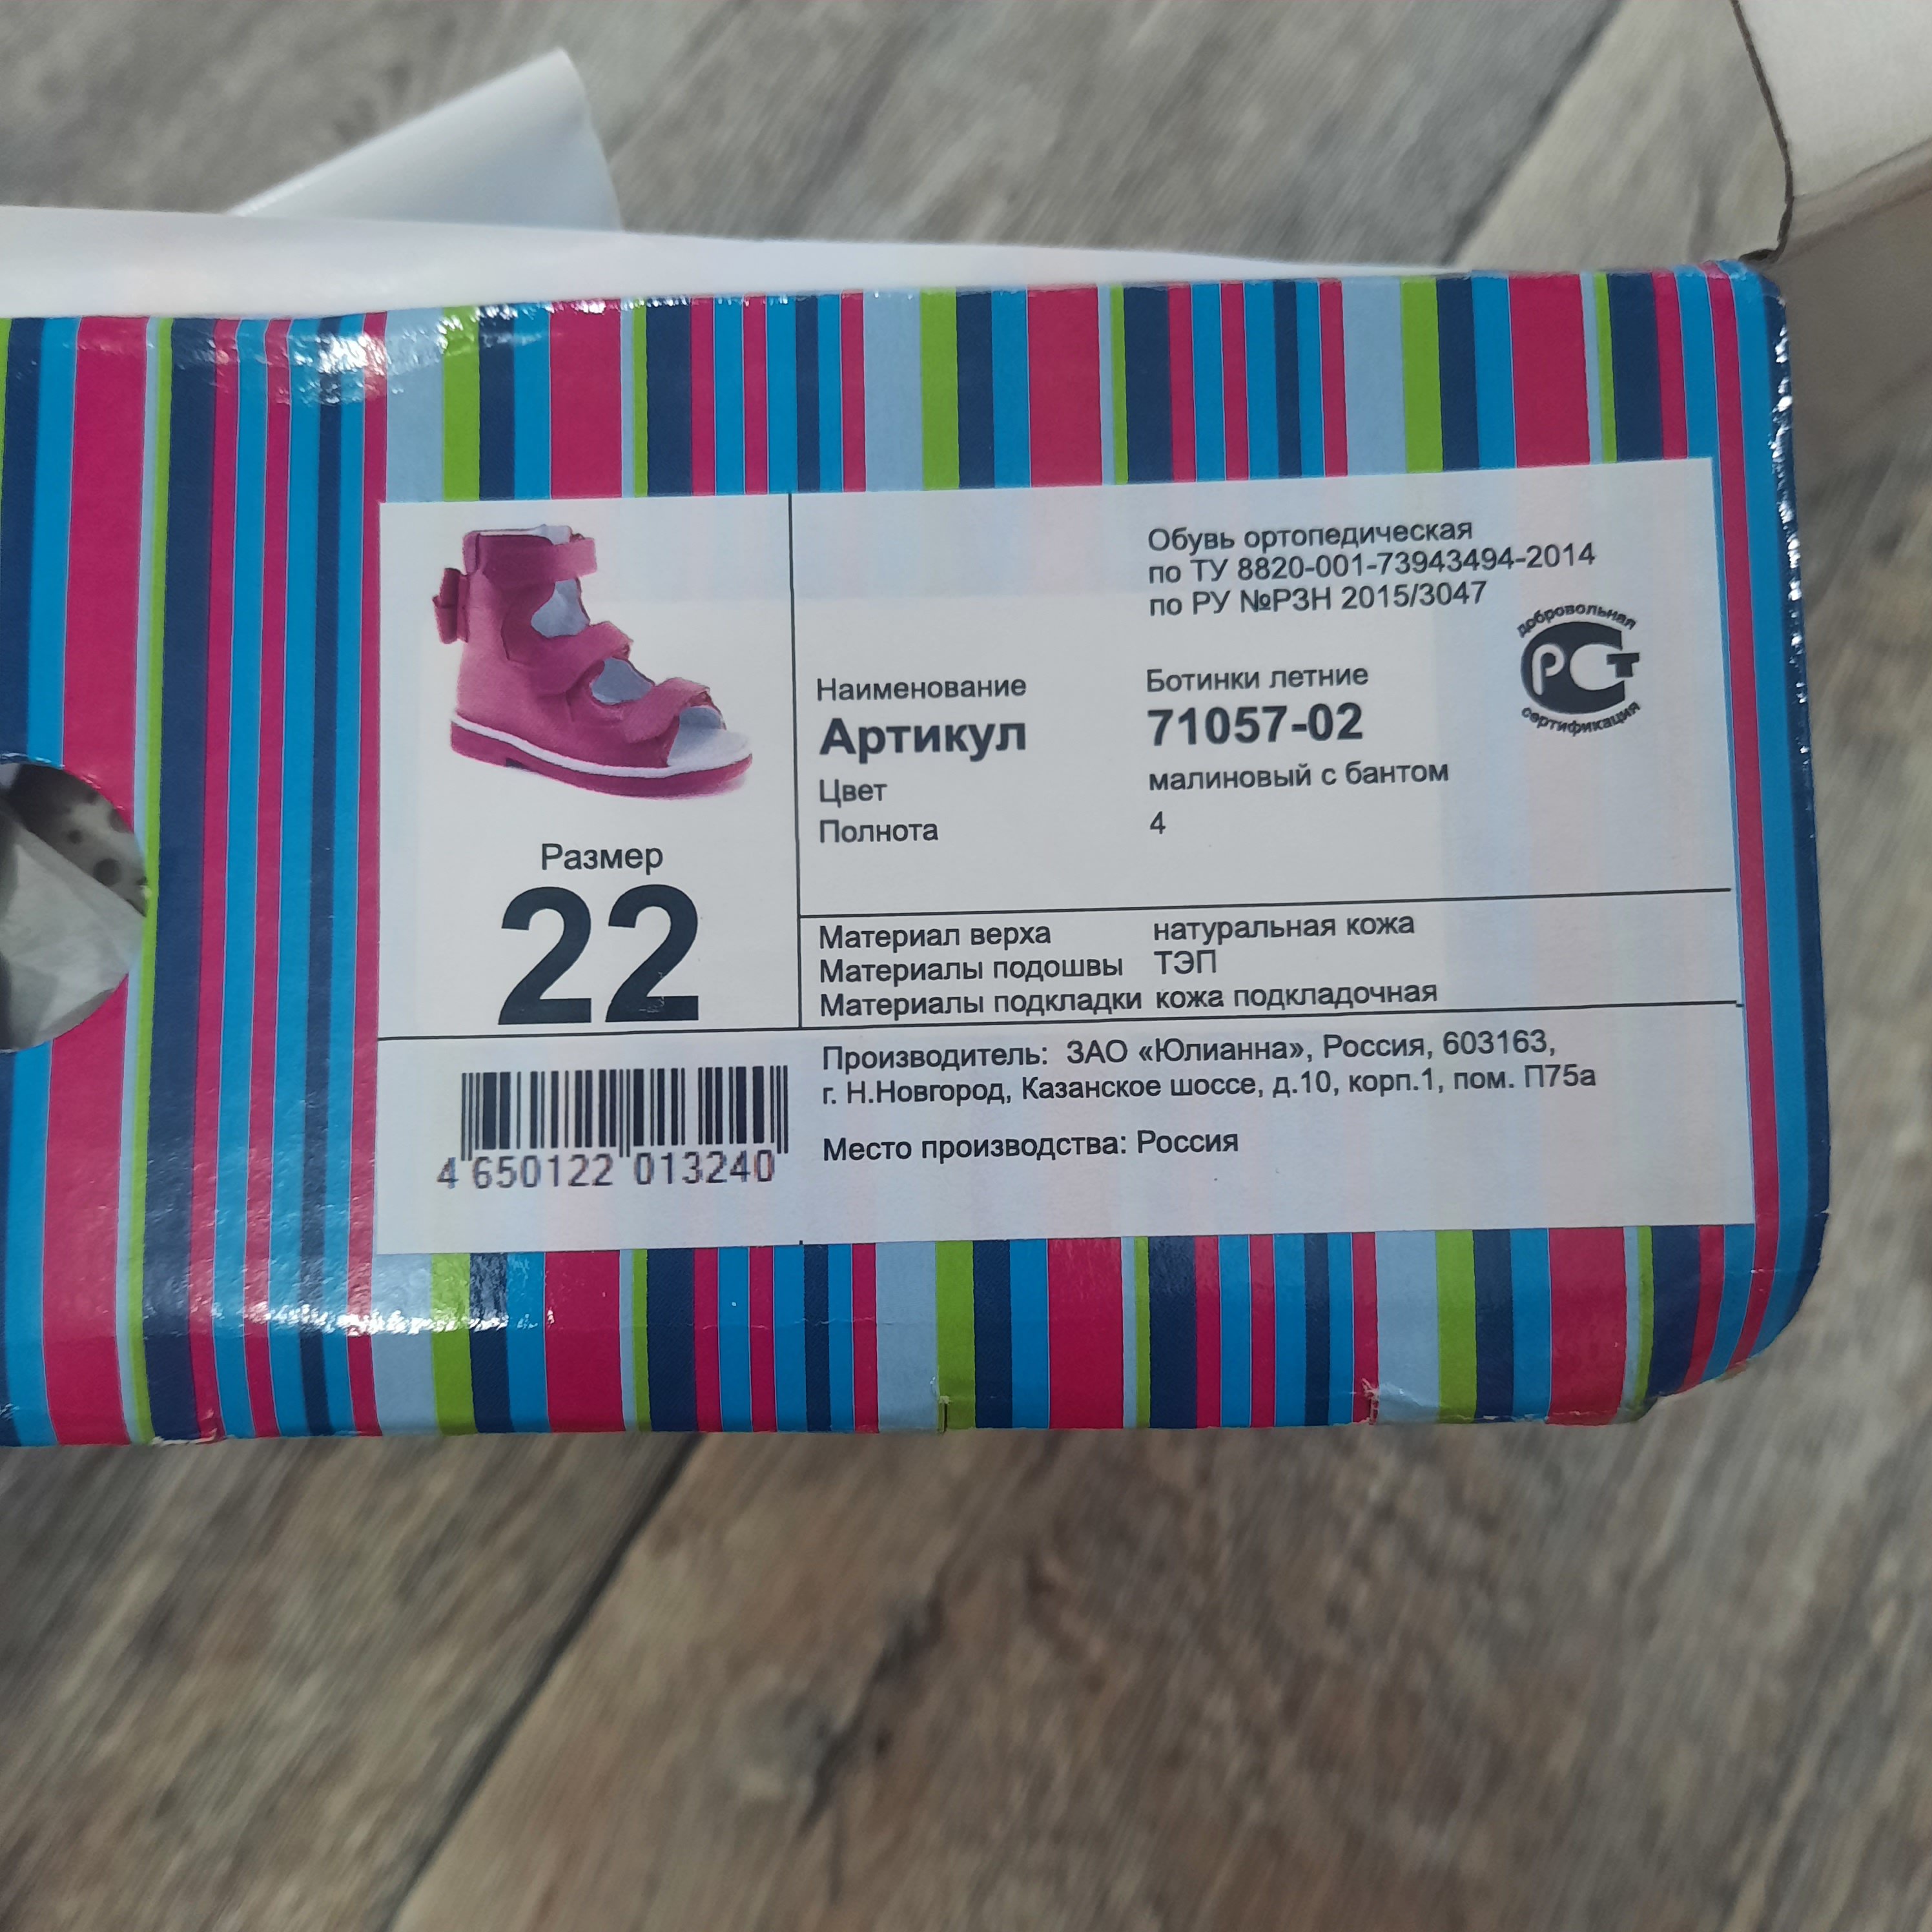 Обувь ортопедическая
по ТУ 8820-001-73943494-2014
по РУ №РЗН 2015/3047
добровольная
РСТ
сертификация
Наименование Ботинки летние
Артикул 71057-02
Цвет малиновый с бантом
Полнота 4
Размер
22
Материал верха натуральная кожа
Материалы подошвы ТЭП
Материалы подкладки кожа подкладочная
Производитель: ЗАО «Юлианна», Россия, 603163,
г. Н.Новгород, Казанское шоссе, д.10, корп.1, пом. П75а
Место производства: Россия
4 650122 013240